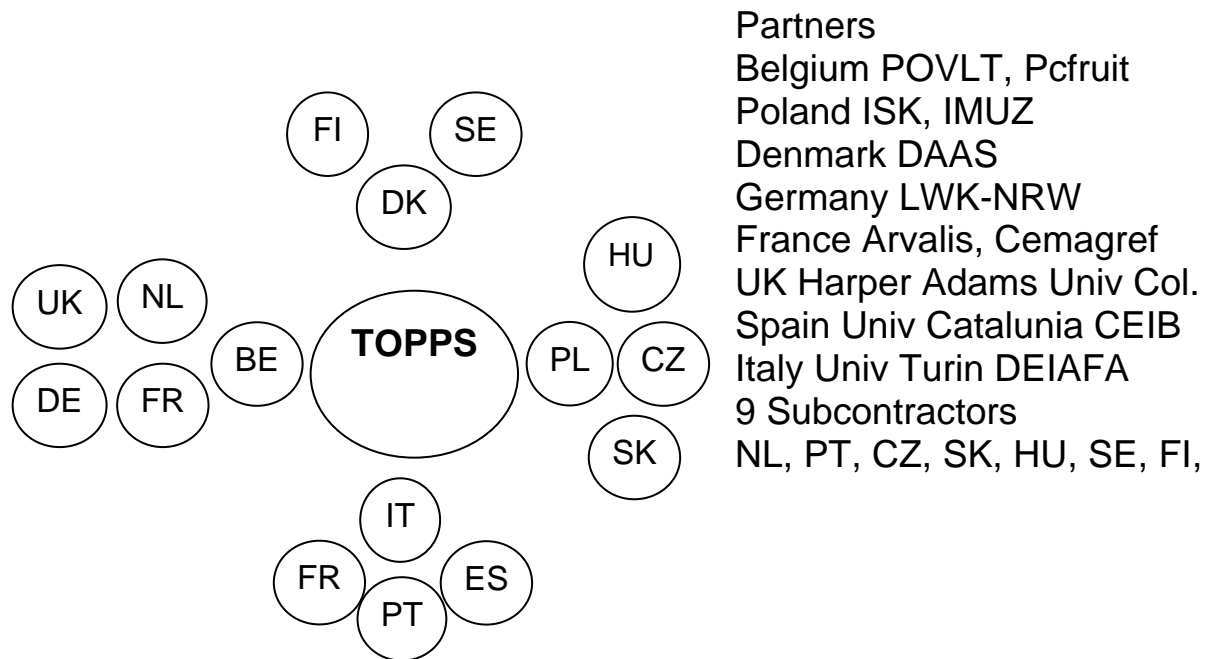 Partners
Belgium POVLT, Pcfruit
Poland ISK, IMUZ
Denmark DAAS
Germany LWK-NRW
France Arvalis, Cemagref
UK Harper Adams Univ Col.
Spain Univ Catalunia CEIB
Italy Univ Turin DEIAFA
9 Subcontractors
NL, PT, CZ, SK, HU, SE, FI,
FI
SE
DK
HU
UK
NL
BE
TOPPS
PL
CZ
DE
FR
SK
IT
FR
ES
PT